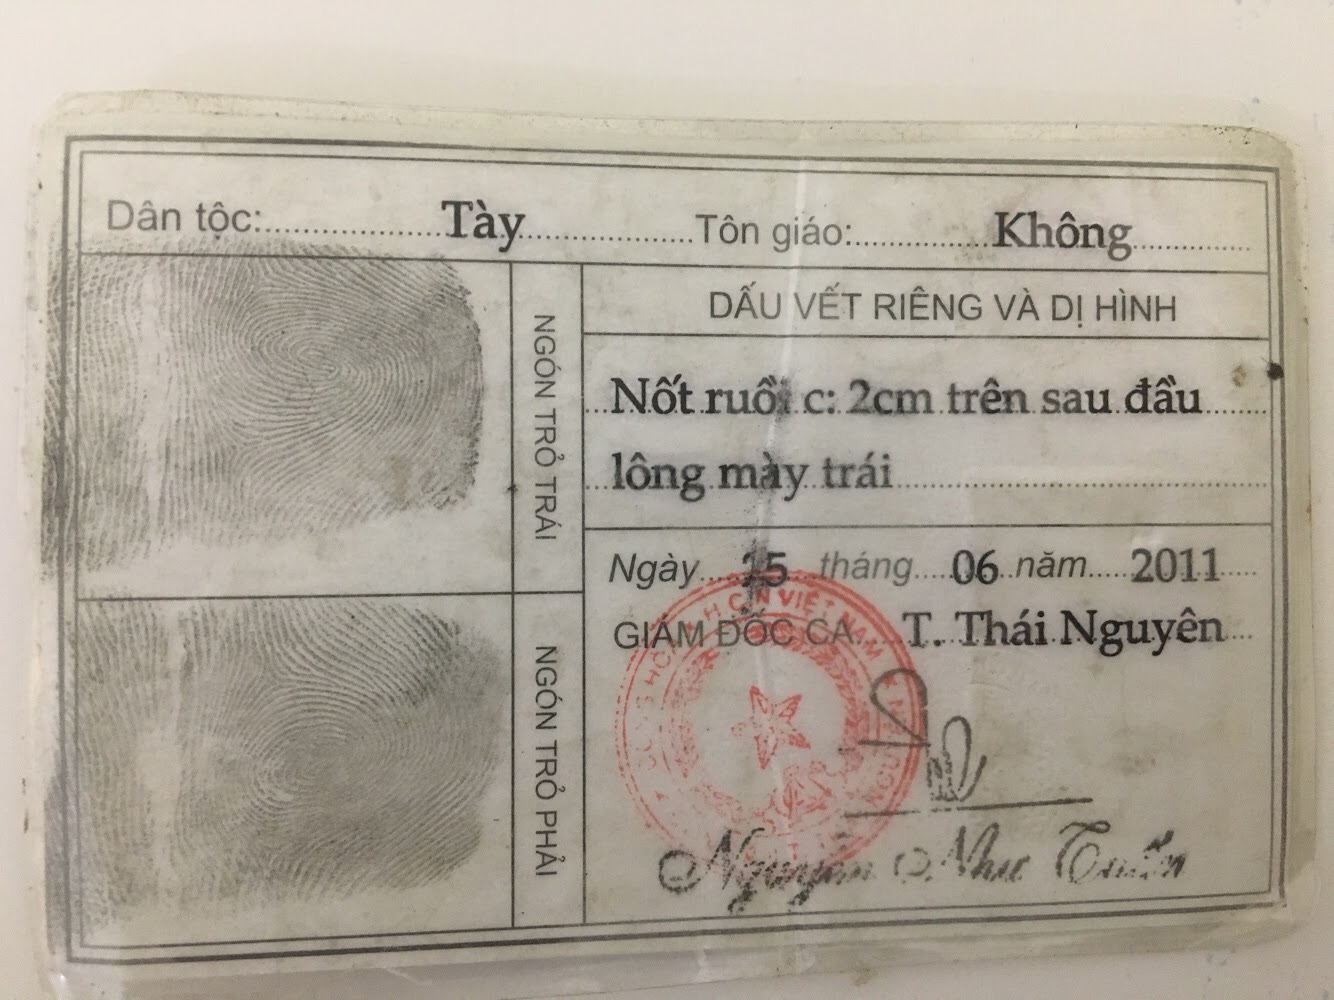 Dân tộc: Tày Tôn giáo: Không
NGÓN TRỎ TRÁI
NGÓN TRỎ PHẢI
DẤU VẾT RIÊNG VÀ DỊ HÌNH
Nốt ruồi c: 2cm trên sau đầu
lông mày trái
Ngày 15 tháng 06 năm 2011
GIÁM ĐỐC CA T. Thái Nguyên
VIỆT NAM
Nguyễn Như Tuấn